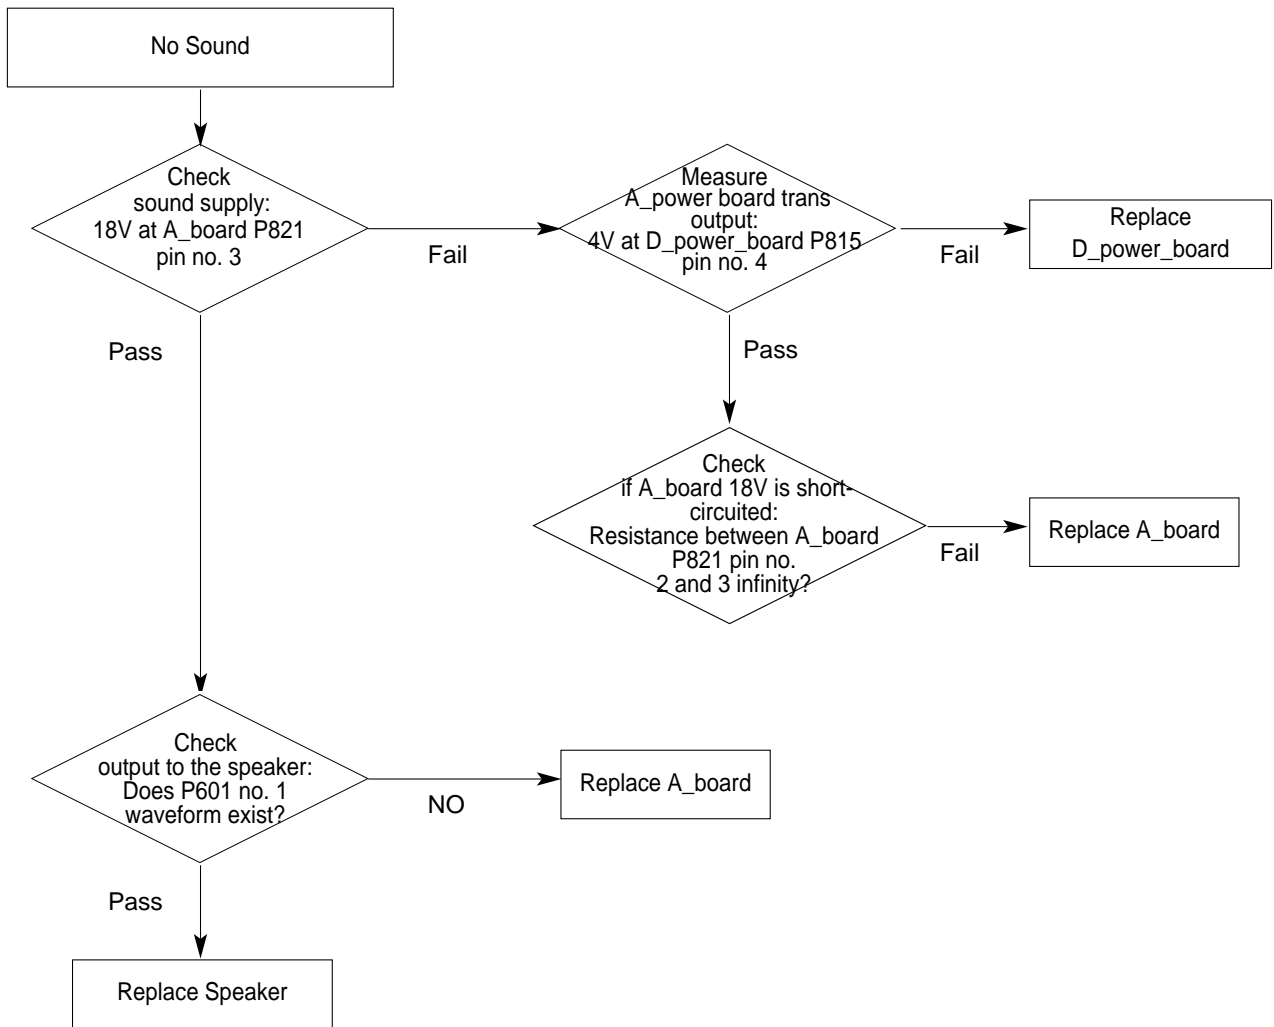 No Sound
Check
sound supply:
18V at A_board P821
pin no. 3
Fail
Measure
A_power board trans
output:
4V at D_power_board P815
pin no. 4
Fail
Replace
D_power_board
Pass
Pass
Check
if A_board 18V is short-
circuited:
Resistance between A_board
P821 pin no.
2 and 3 infinity?
Fail
Replace A_board
Check
output to the speaker:
Does P601 no. 1
waveform exist?
NO
Replace A_board
Pass
Replace Speaker